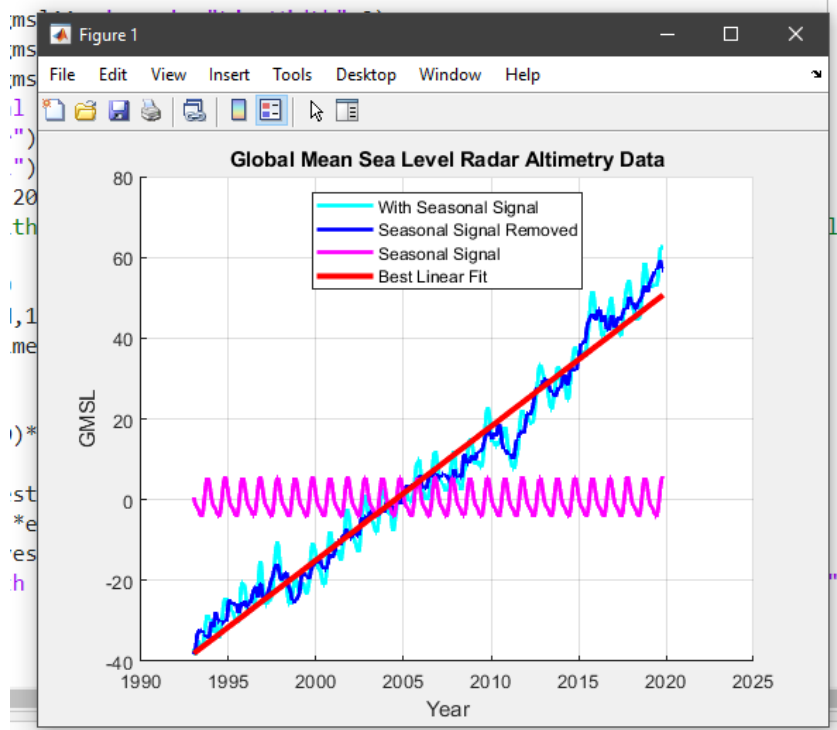 Figure 1
File Edit View Insert Tools Desktop Window Help
Global Mean Sea Level Radar Altimetry Data
With Seasonal Signal
Seasonal Signal Removed
Seasonal Signal
Best Linear Fit
80
60
40
20
0
-20
-40
GMSL
1990 1995 2000 2005 2010 2015 2020 2025
Year